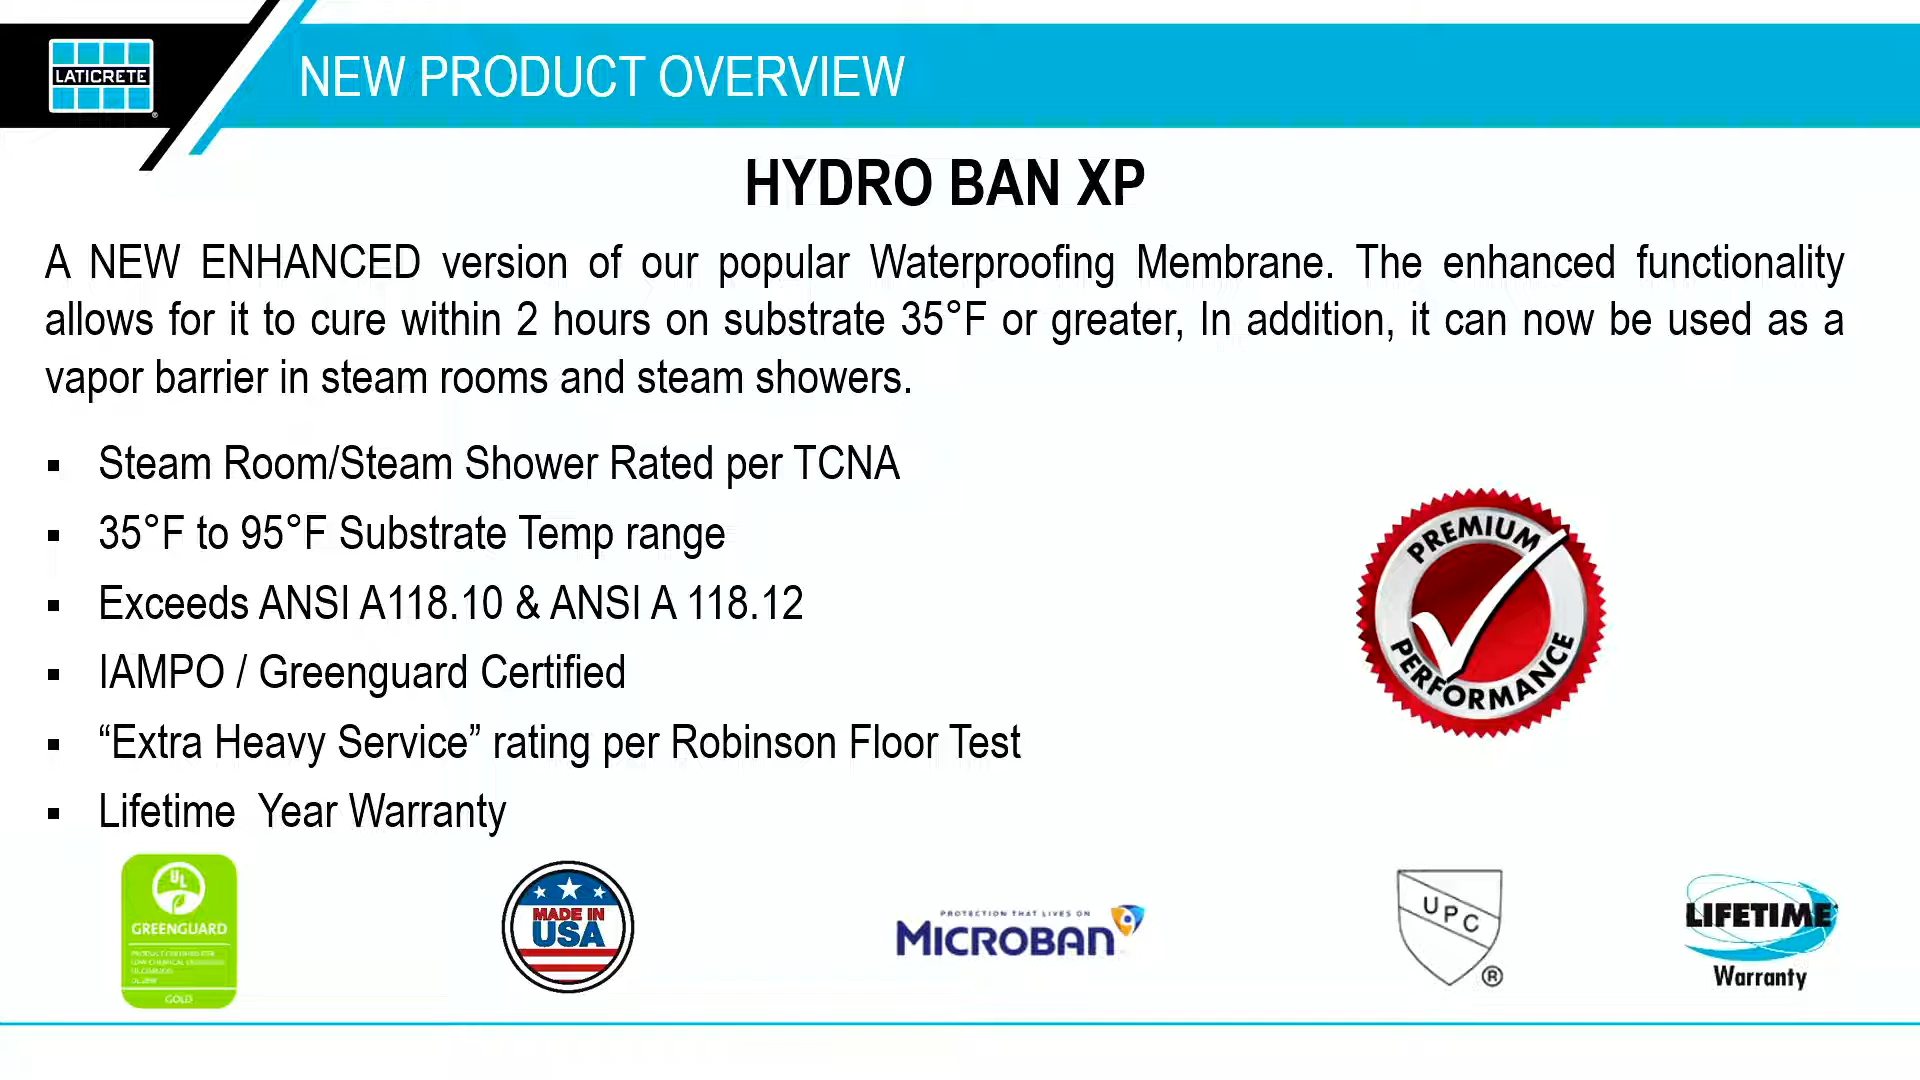 LATICRETE
®
NEW PRODUCT OVERVIEW
HYDRO BAN XP
A NEW ENHANCED version of our popular Waterproofing Membrane. The enhanced functionality
allows for it to cure within 2 hours on substrate 35°F or greater, In addition, it can now be used as a
vapor barrier in steam rooms and steam showers.
▪ Steam Room/Steam Shower Rated per TCNA
▪ 35°F to 95°F Substrate Temp range
▪ Exceeds ANSI A118.10 & ANSI A 118.12
▪ IAMPO / Greenguard Certified
▪ “Extra Heavy Service” rating per Robinson Floor Test
▪ Lifetime  Year Warranty
PREMIUM
PERFORMANCE
UL
GREENGUARD
PRODUCT CERTIFIED FOR
LOW CHEMICAL
GOLD
MADE IN
USA
PROTECTION THAT LIVES ON
MICROBAN
UPC
®
LIFETIME
Warranty